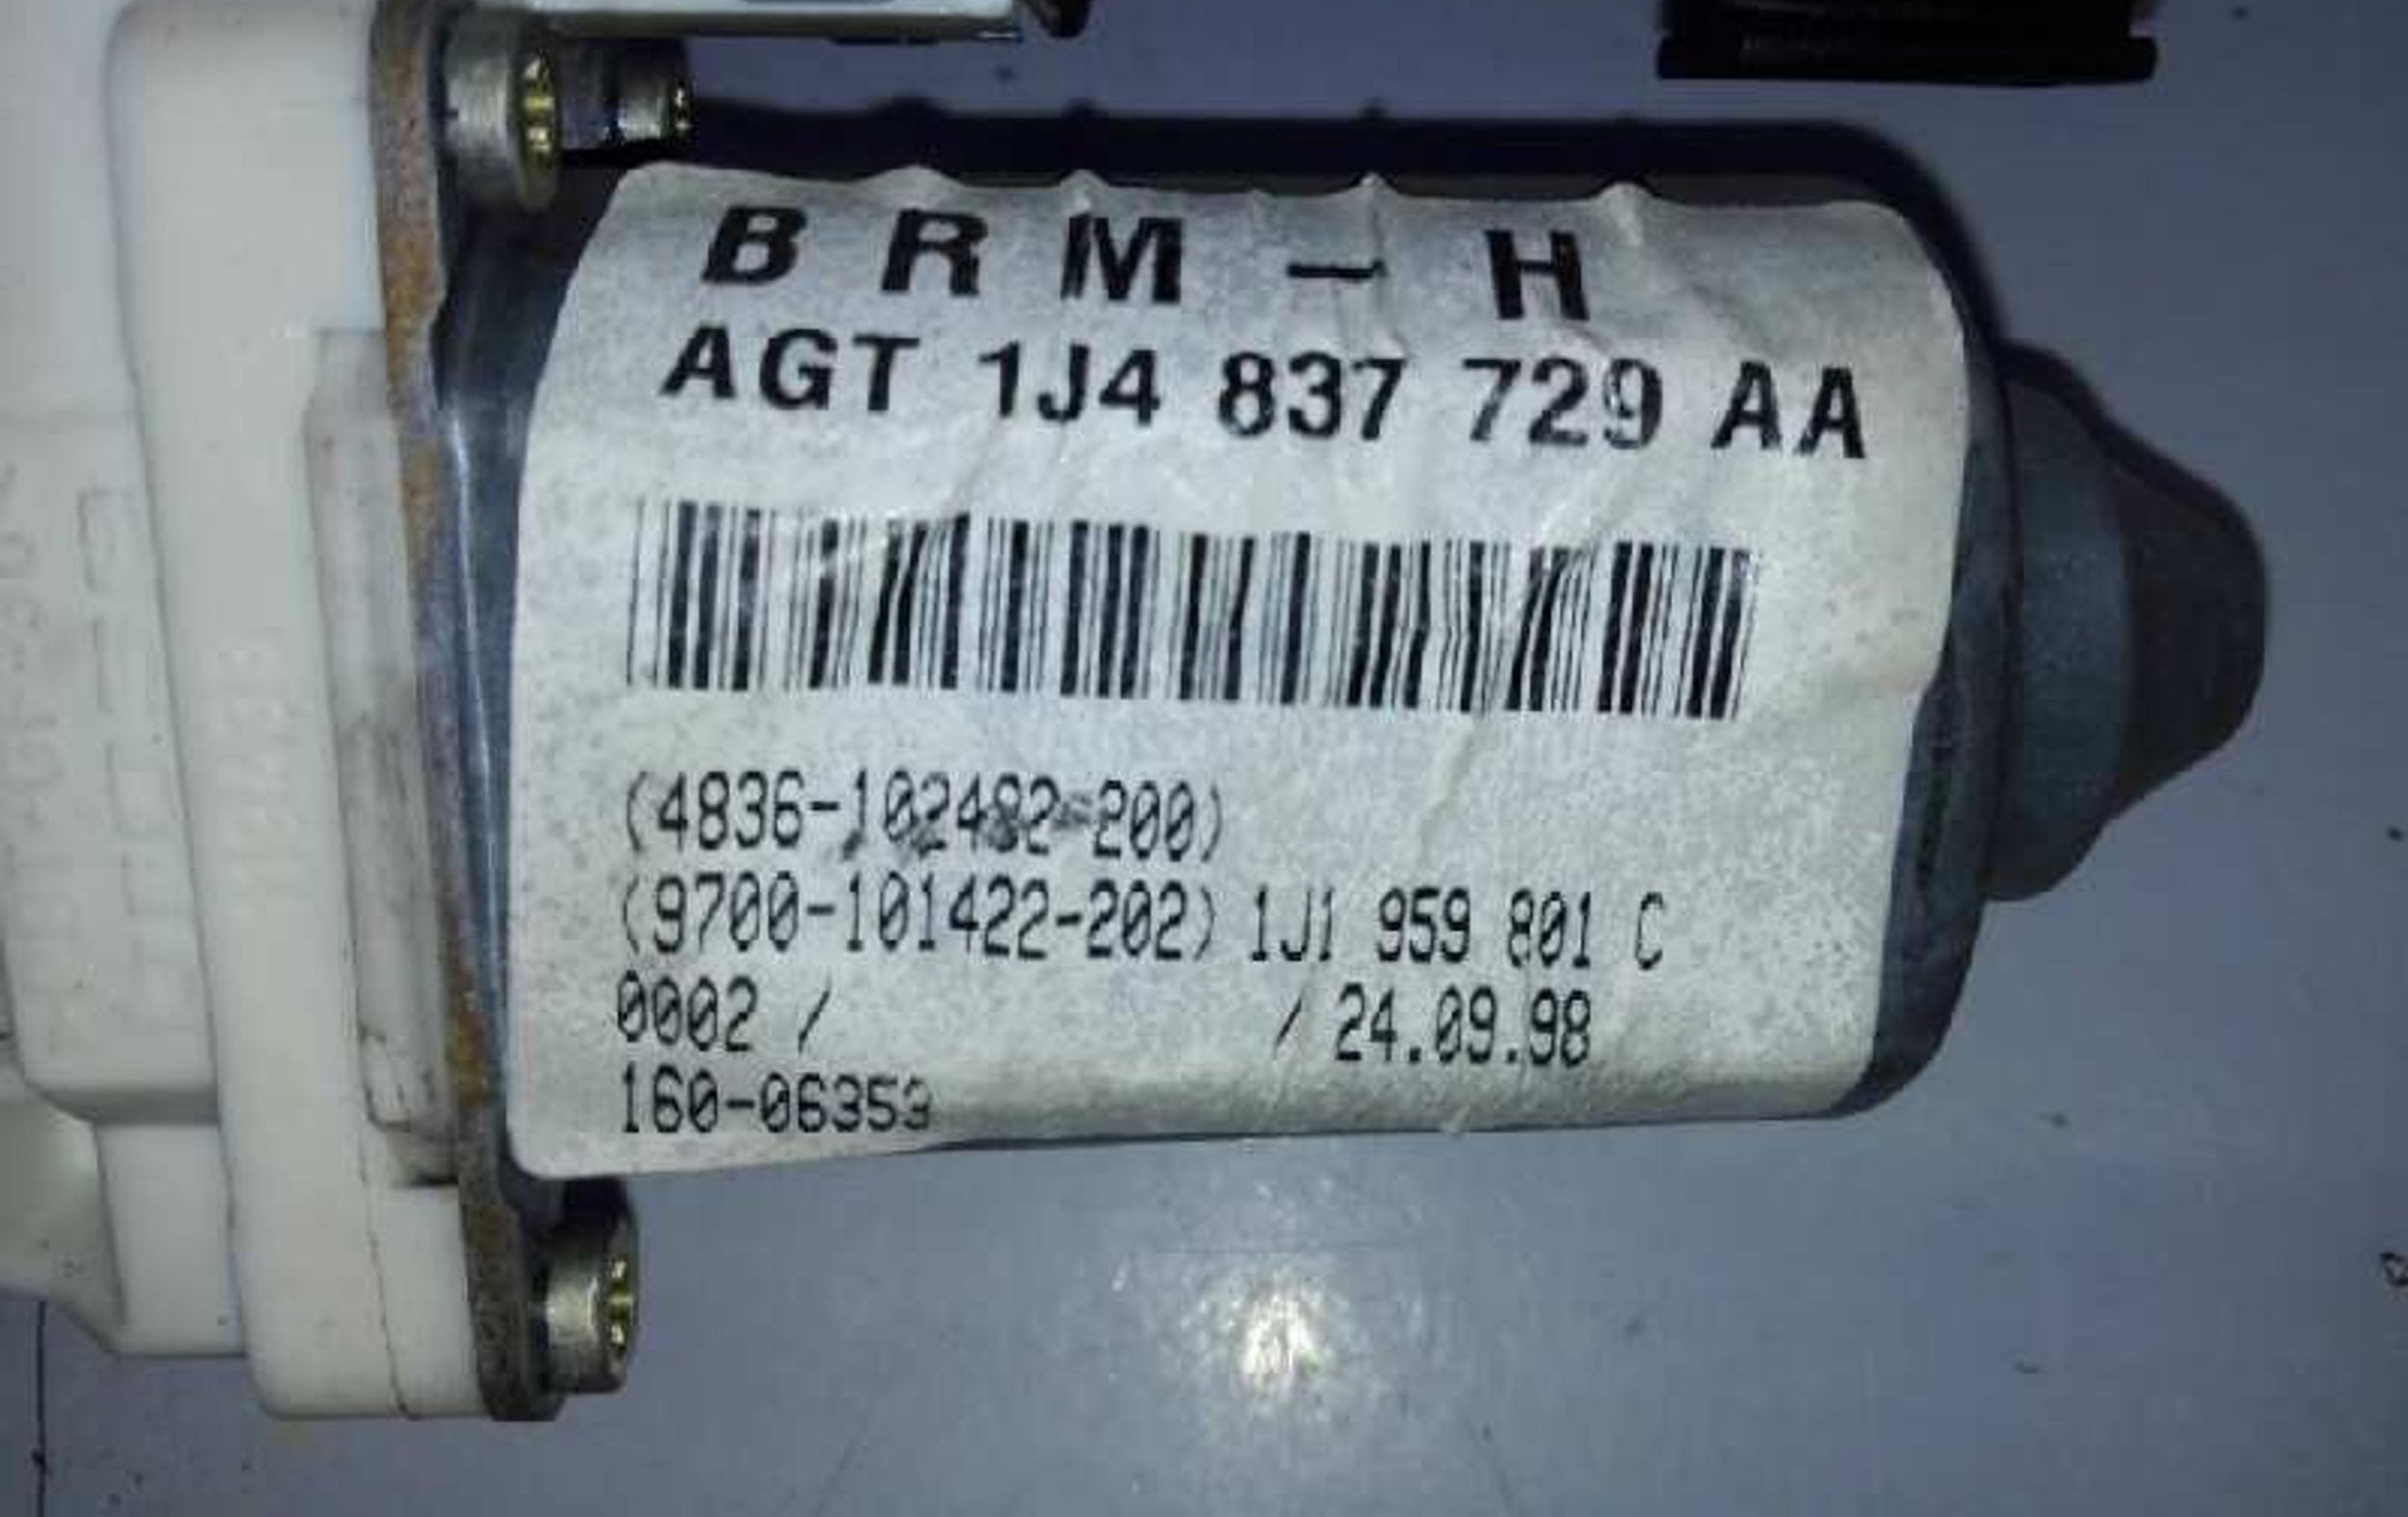 B R M - H
AGT 1J4 837 729 AA
(4836-102482-200)
(9700-101422-202) 1J1 959 801 C
0002 / / 24.09.98
160-06353